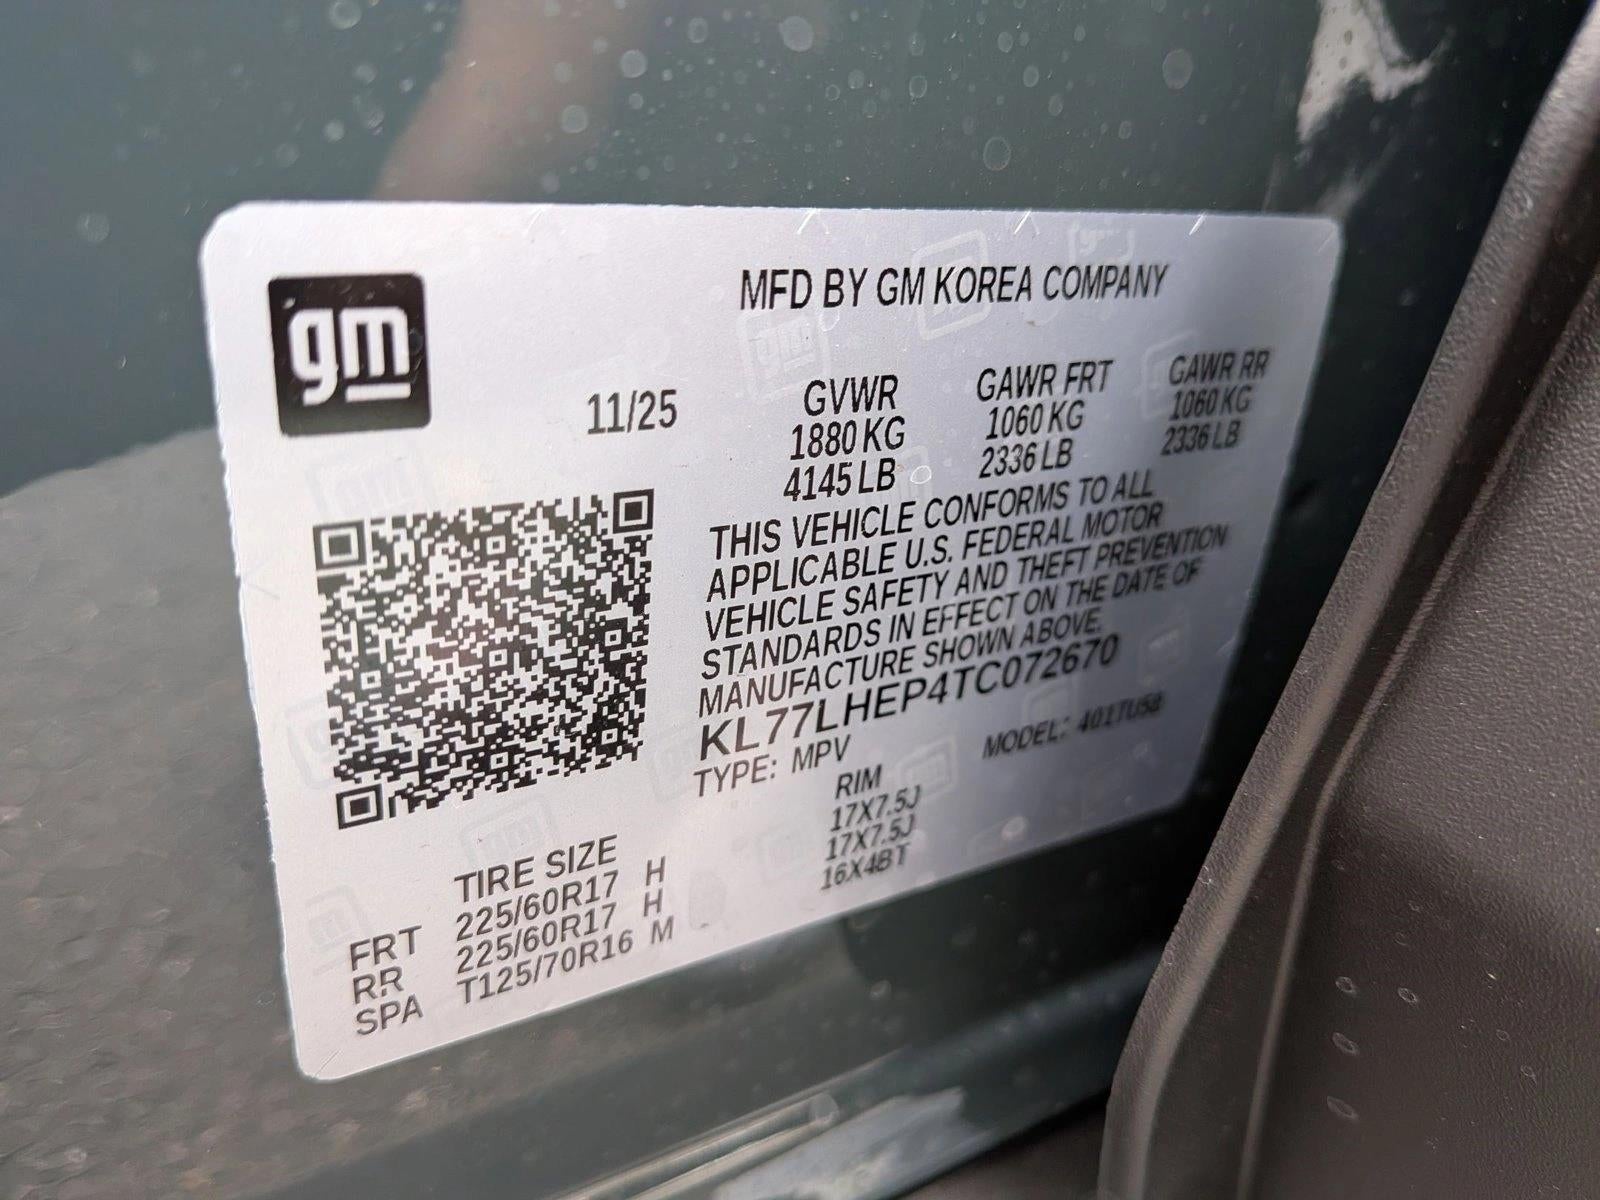 gm
MFD BY GM KOREA COMPANY
11/25
GVWR GAWR FRT GAWR RR
1880 KG 1060 KG 1060 KG
4145 LB 2336 LB 2336 LB
THIS VEHICLE CONFORMS TO ALL
APPLICABLE U.S. FEDERAL MOTOR
VEHICLE SAFETY AND THEFT PREVENTION
STANDARDS IN EFFECT ON THE DATE OF
MANUFACTURE SHOWN ABOVE.
KL77LHEP4TC072670
TYPE: MPV MODEL: 401TU58
TIRE SIZE RIM
FRT 225/60R17 H 17X7.5J
RR 225/60R17 H 17X7.5J
SPA T125/70R16 M 16X4BT